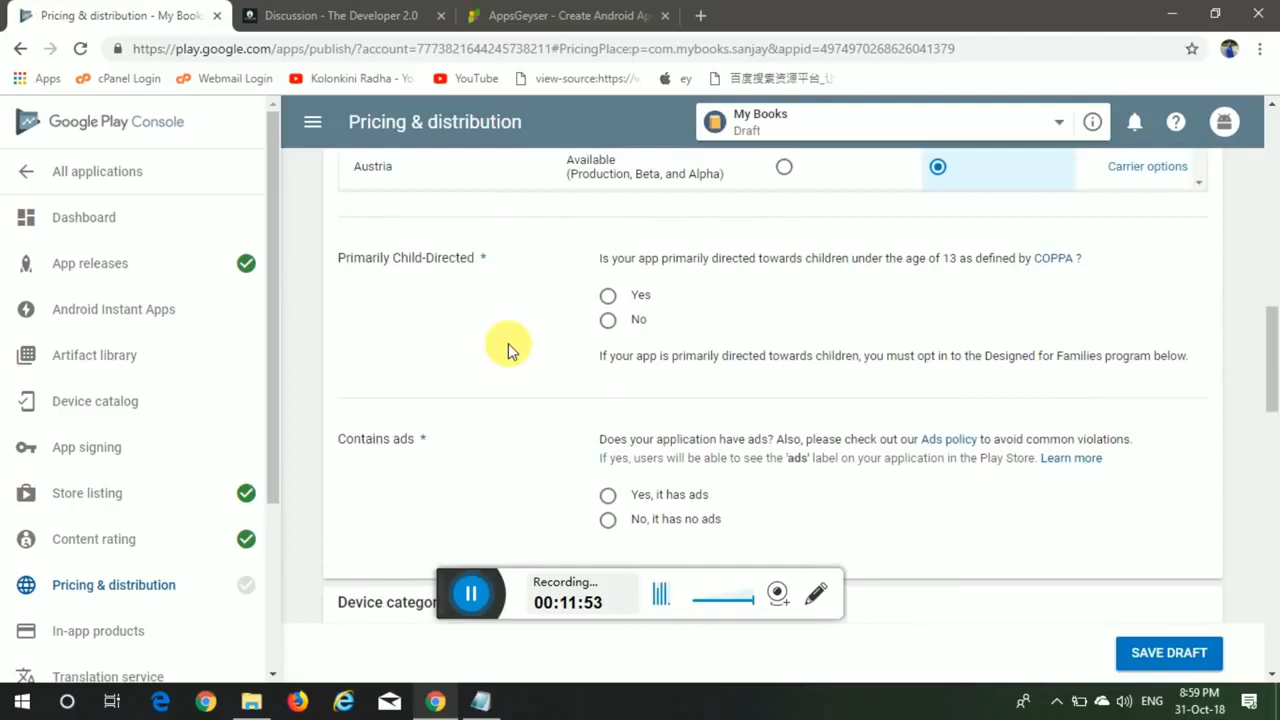 Pricing & distribution - My Book
Discussion - The Developer 2.0
AppsGeyser - Create Android Ap
https://play.google.com/apps/publish/?account=7773821644245738211#PricingPlace:p=com.mybooks.sanjay&appid=4974970268626041379
Apps
cPanel Login
Webmail Login
Kolonkini Radha - Yo
YouTube
view-source:https://v
ey
百度搜素资源平台_让
Google Play Console
All applications
Dashboard
App releases
Android Instant Apps
Artifact library
Device catalog
App signing
Store listing
Content rating
Pricing & distribution
In-app products
Translation service
Pricing & distribution
My Books
Draft
Austria
Available
(Production, Beta, and Alpha)
Carrier options
Primarily Child-Directed *
Is your app primarily directed towards children under the age of 13 as defined by COPPA ?
Yes
No
If your app is primarily directed towards children, you must opt in to the Designed for Families program below.
Contains ads *
Does your application have ads? Also, please check out our Ads policy to avoid common violations.
If yes, users will be able to see the 'ads' label on your application in the Play Store. Learn more
Yes, it has ads
No, it has no ads
Device categor
Recording...
00:11:53
SAVE DRAFT
ENG
8:59 PM
31-Oct-18